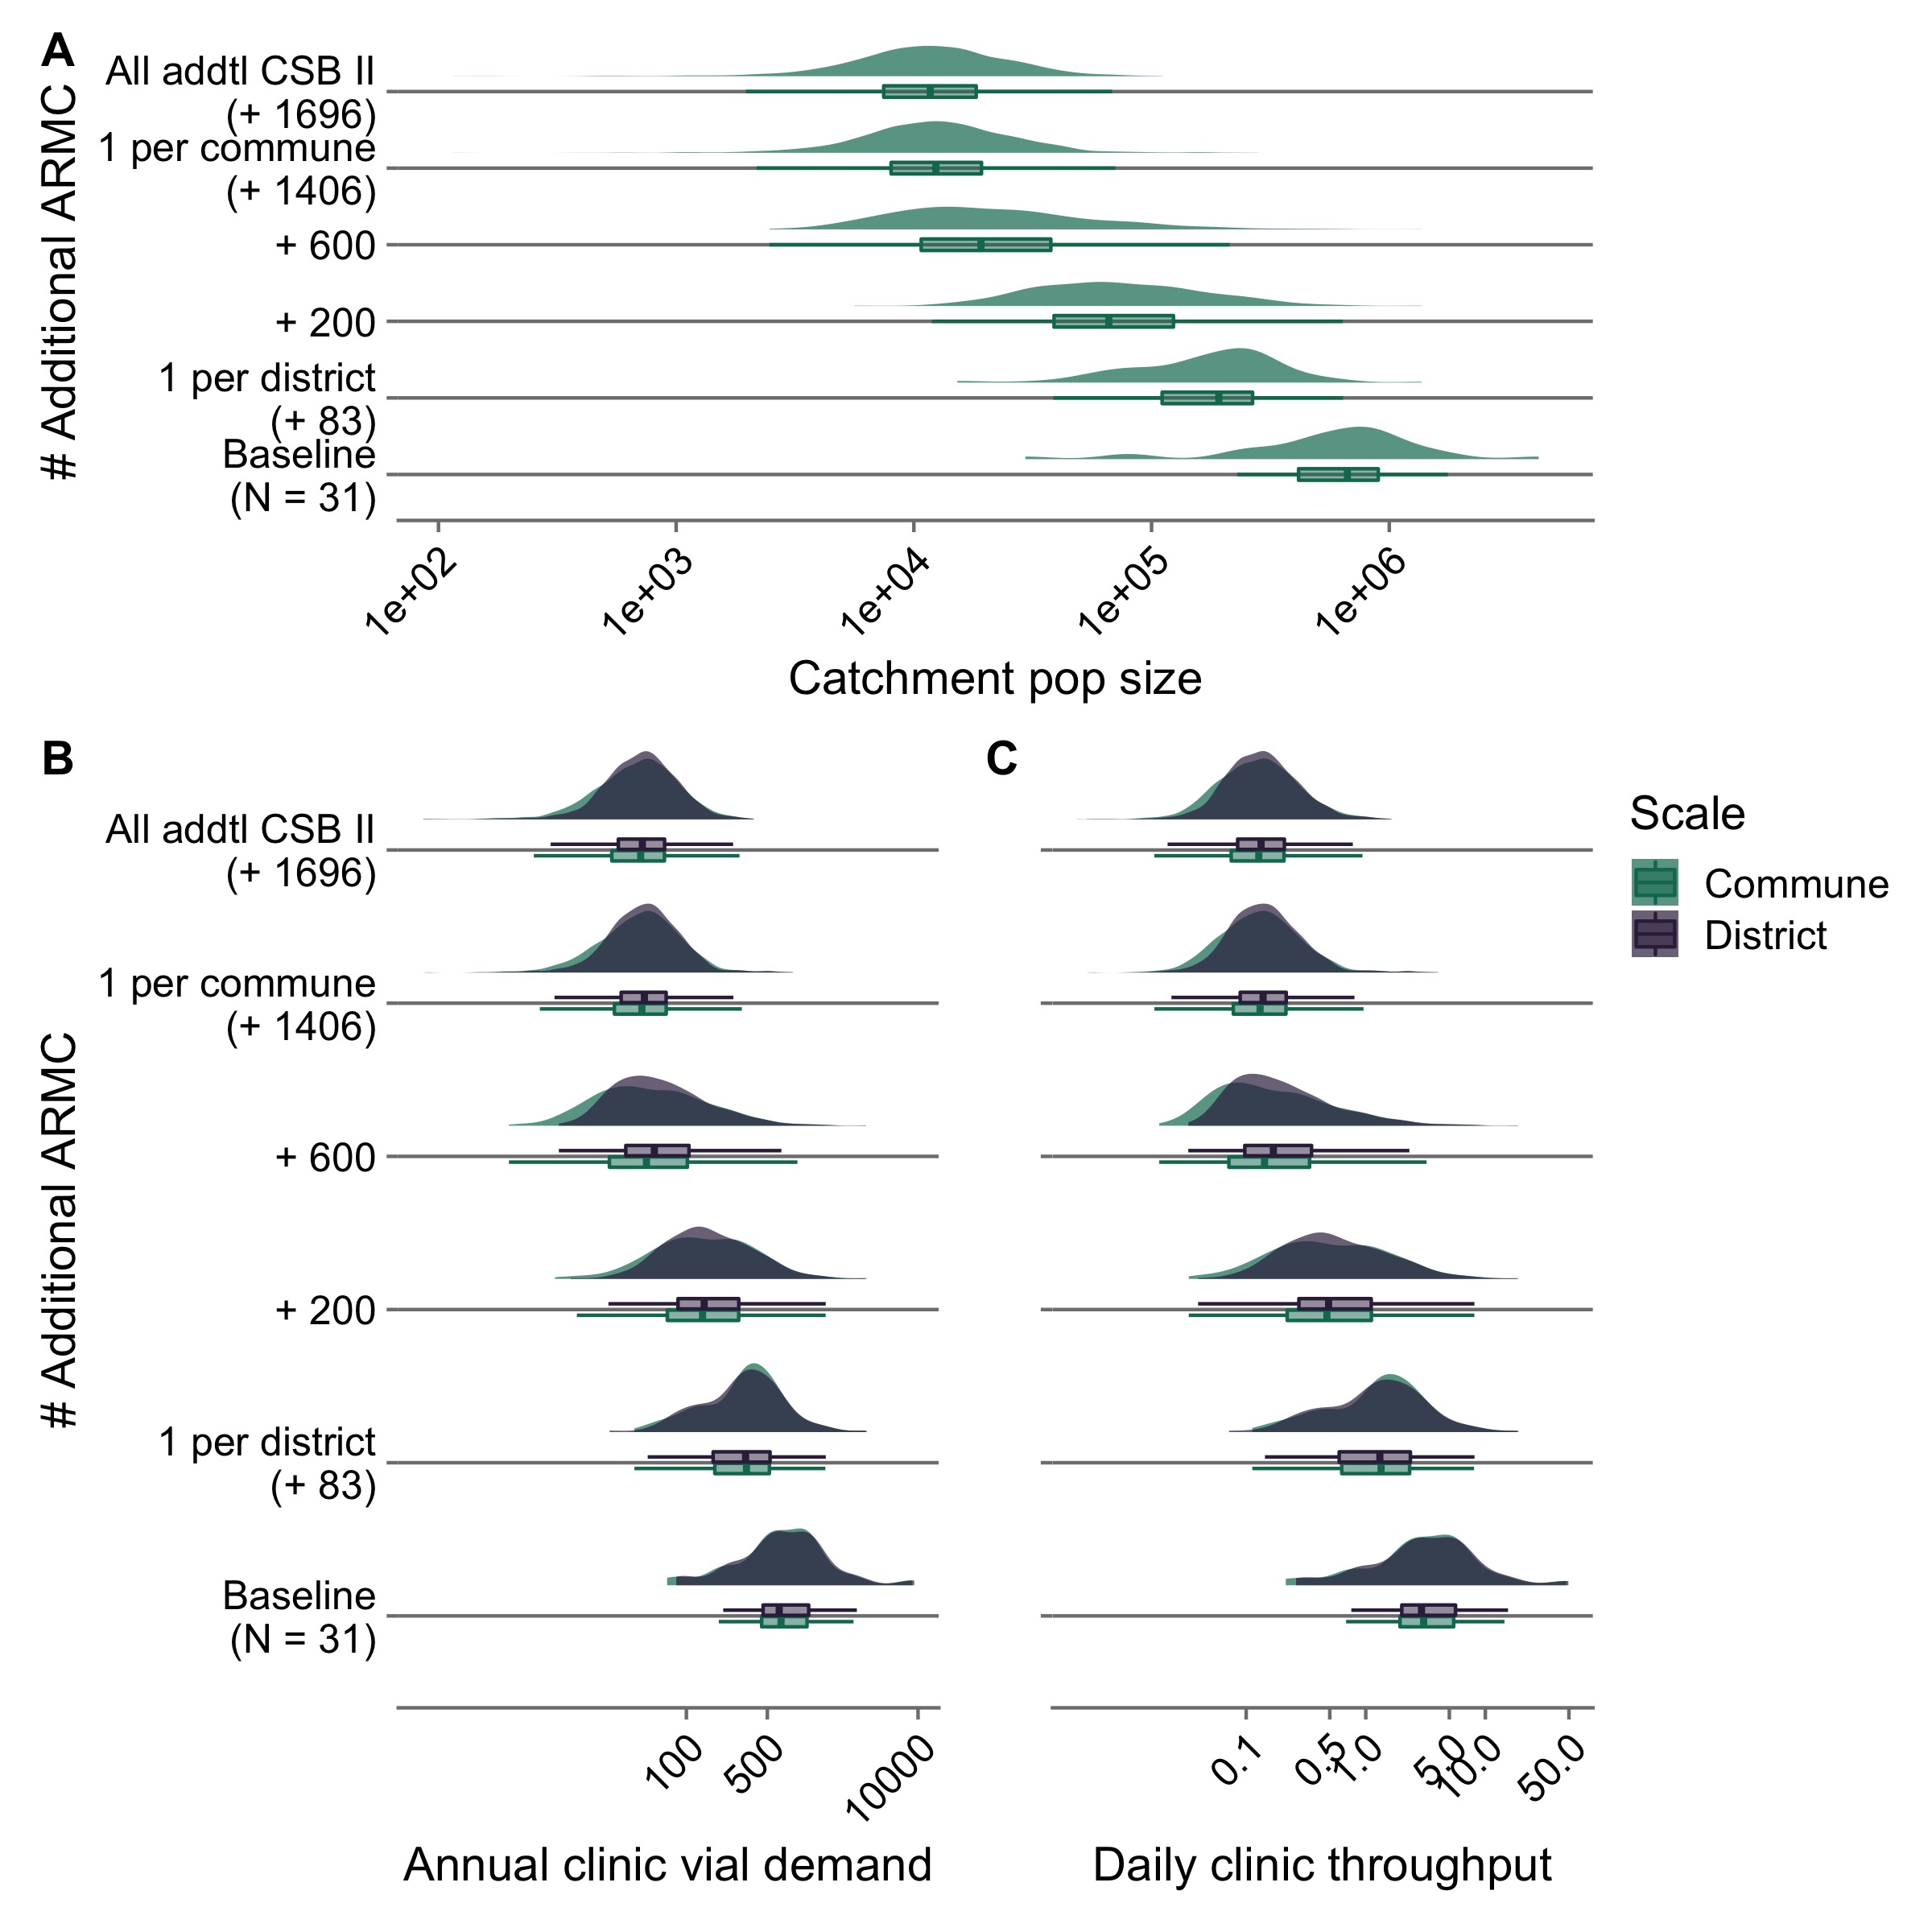 A
# Additional ARMC
All addtl CSB II
(+ 1696)
1 per commune
(+ 1406)
+ 600
+ 200
1 per district
(+ 83)
Baseline
(N = 31)
1e+02
1e+03
1e+04
1e+05
1e+06
Catchment pop size
B
# Additional ARMC
All addtl CSB II
(+ 1696)
1 per commune
(+ 1406)
+ 600
+ 200
1 per district
(+ 83)
Baseline
(N = 31)
100
500
10000
Annual clinic vial demand
C
0.1
0.5
1.0
5.0
10.0
50.0
Daily clinic throughput
Scale
Commune
District